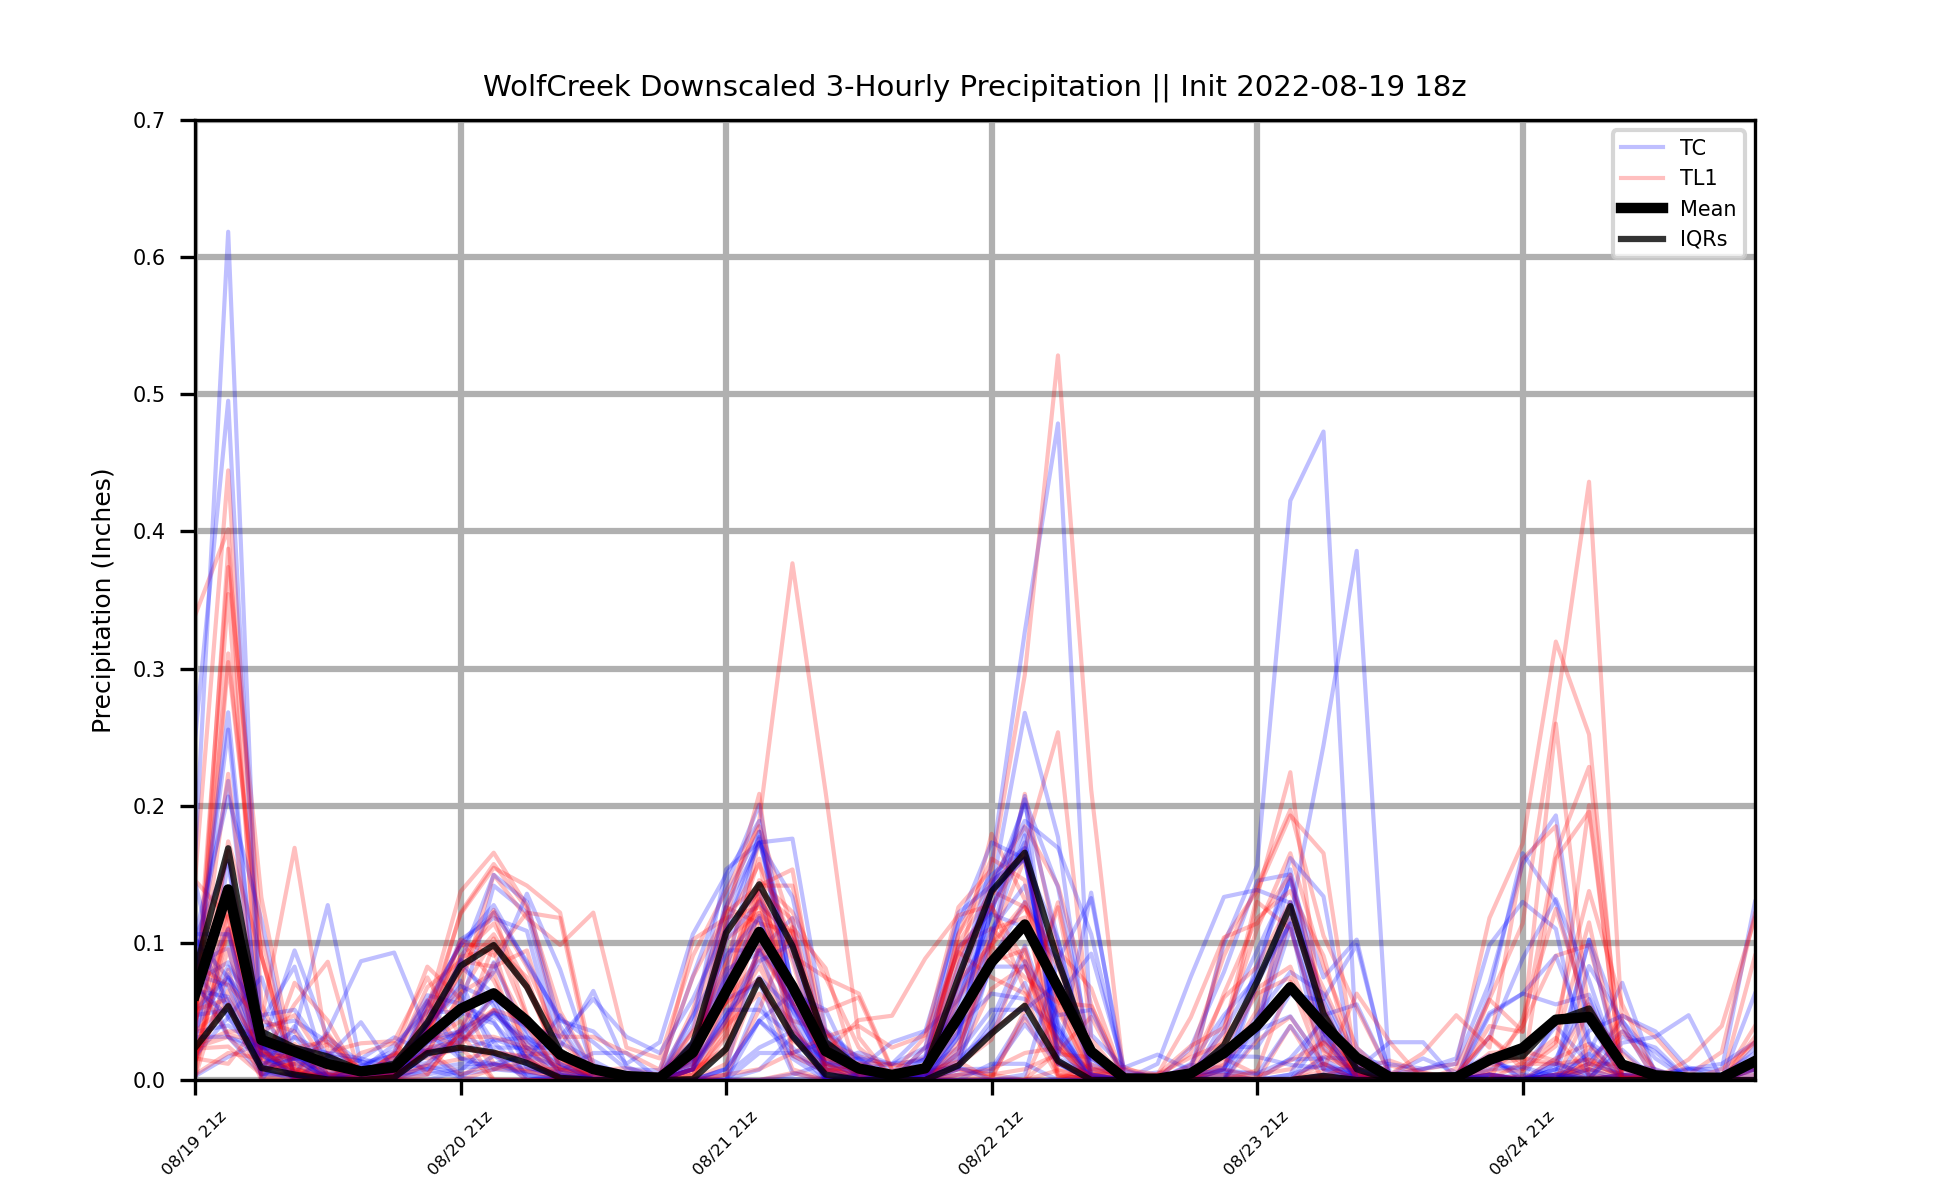 WolfCreek Downscaled 3-Hourly Precipitation || Init 2022-08-19 18z
Precipitation (Inches)
0.7
0.6
0.5
0.4
0.3
0.2
0.1
0.0
TC
TL1
Mean
IQRs
08/19 21z
08/20 21z
08/21 21z
08/22 21z
08/23 21z
08/24 21z